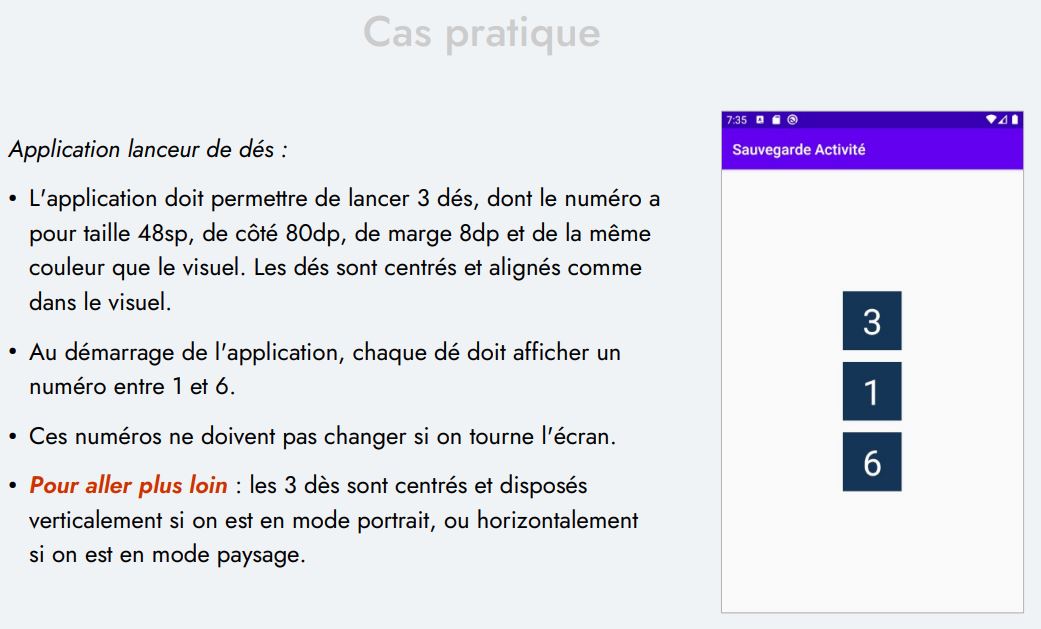 Cas pratique
Application lanceur de dés :
• L'application doit permettre de lancer 3 dés, dont le numéro a
pour taille 48sp, de côté 80dp, de marge 8dp et de la même
couleur que le visuel. Les dés sont centrés et alignés comme
dans le visuel.
• Au démarrage de l'application, chaque dé doit afficher un
numéro entre 1 et 6.
• Ces numéros ne doivent pas changer si on tourne l'écran.
• Pour aller plus loin : les 3 dès sont centrés et disposés
verticalement si on est en mode portrait, ou horizontalement
si on est en mode paysage.
7:35
Sauvegarde Activité
3
1
6